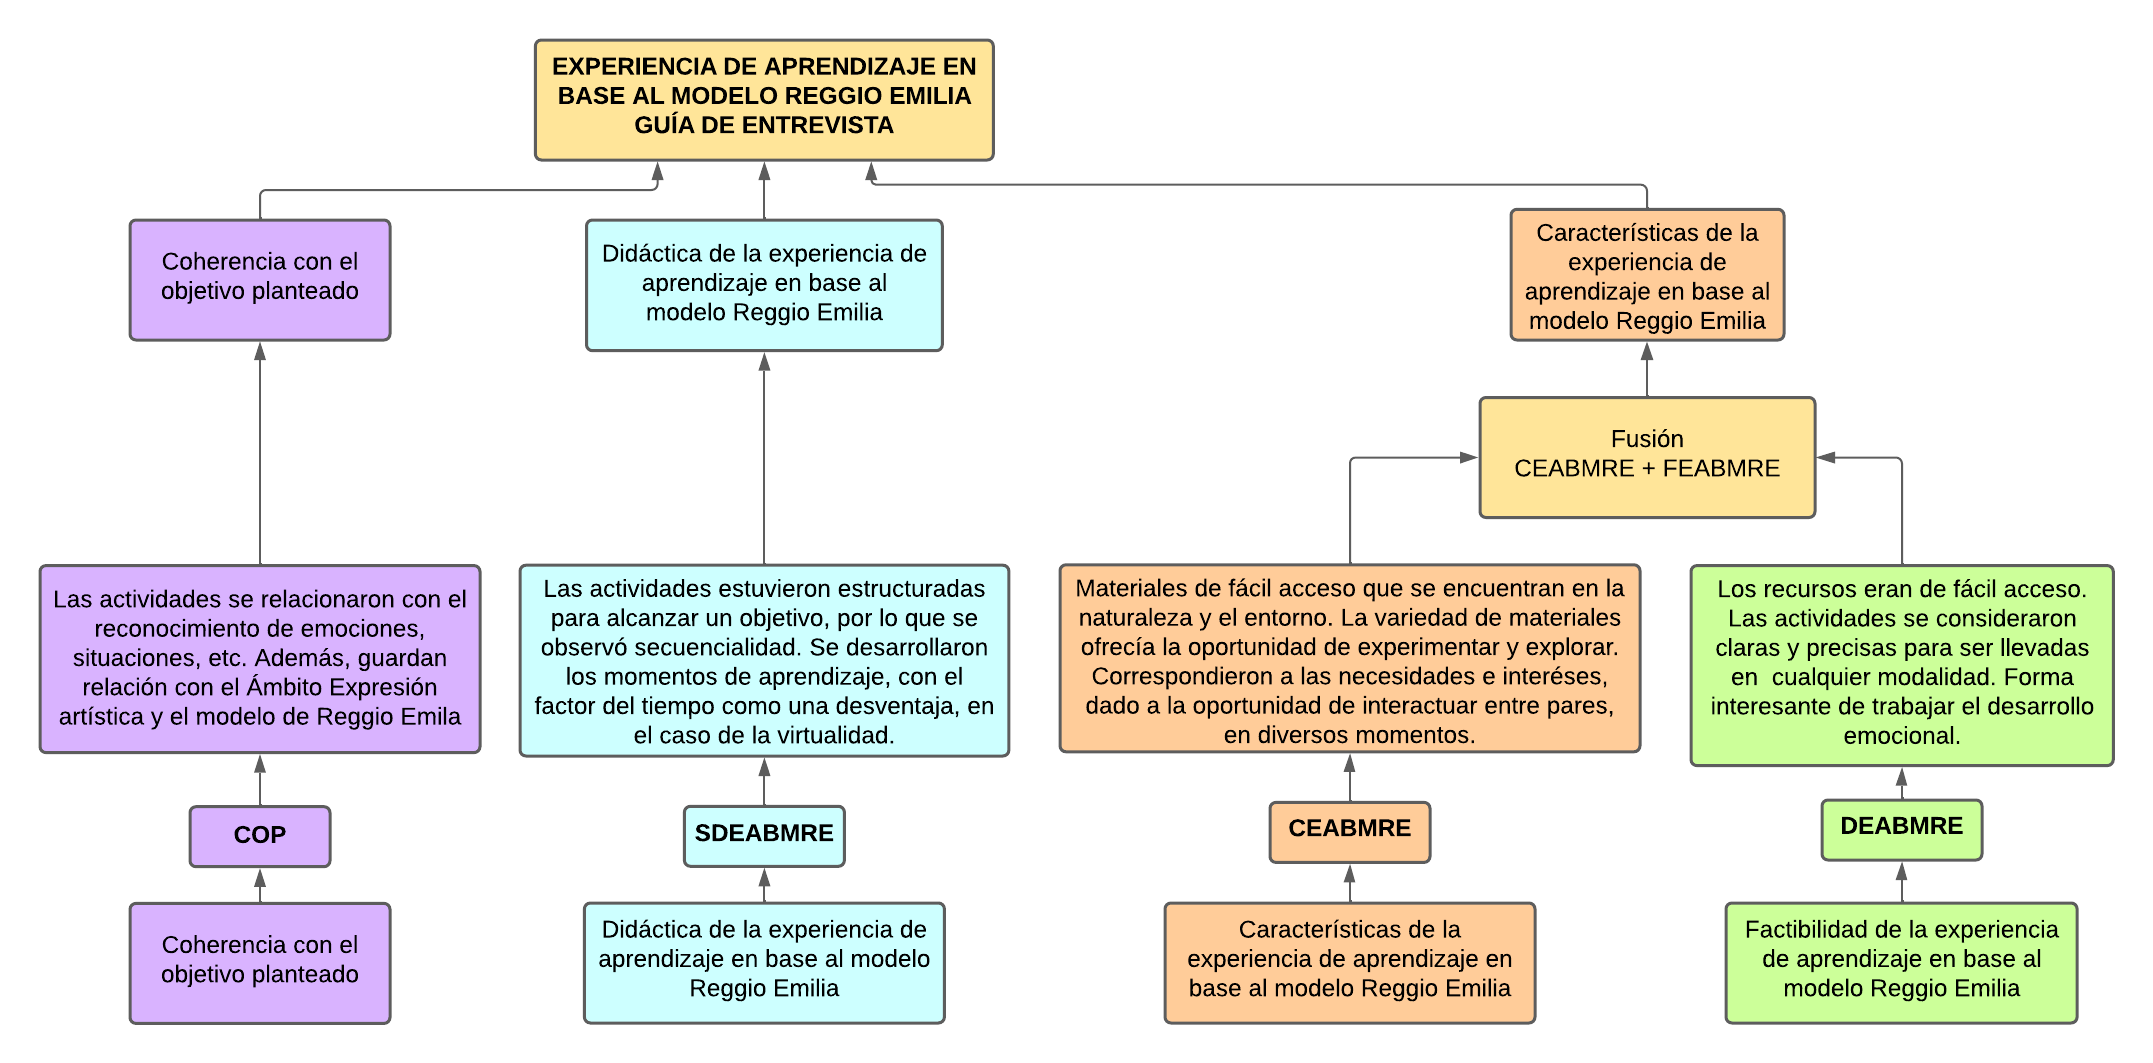 EXPERIENCIA DE APRENDIZAJE EN
BASE AL MODELO REGGIO EMILIA
GUÍA DE ENTREVISTA
Coherencia con el
objetivo planteado
Didáctica de la experiencia de
aprendizaje en base al
modelo Reggio Emilia
Características de la
experiencia de
aprendizaje en base al
modelo Reggio Emilia
Fusión
CEABMRE + FEABMRE
Las actividades se relacionaron con el
reconocimiento de emociones,
situaciones, etc. Además, guardan
relación con el Ámbito Expresión
artística y el modelo de Reggio Emila
Las actividades estuvieron estructuradas
para alcanzar un objetivo, por lo que se
observó secuencialidad. Se desarrollaron
los momentos de aprendizaje, con el
factor del tiempo como una desventaja, en
el caso de la virtualidad.
Materiales de fácil acceso que se encuentran en la
naturaleza y el entorno. La variedad de materiales
ofrecía la oportunidad de experimentar y explorar.
Correspondieron a las necesidades e interéses,
dado a la oportunidad de interactuar entre pares,
en diversos momentos.
Los recursos eran de fácil acceso.
Las actividades se consideraron
claras y precisas para ser llevadas
en  cualquier modalidad. Forma
interesante de trabajar el desarrollo
emocional.
COP
SDEABMRE
CEABMRE
DEABMRE
Coherencia con el
objetivo planteado
Didáctica de la experiencia de
aprendizaje en base al modelo
Reggio Emilia
Características de la
experiencia de aprendizaje en
base al modelo Reggio Emilia
Factibilidad de la experiencia
de aprendizaje en base al
modelo Reggio Emilia